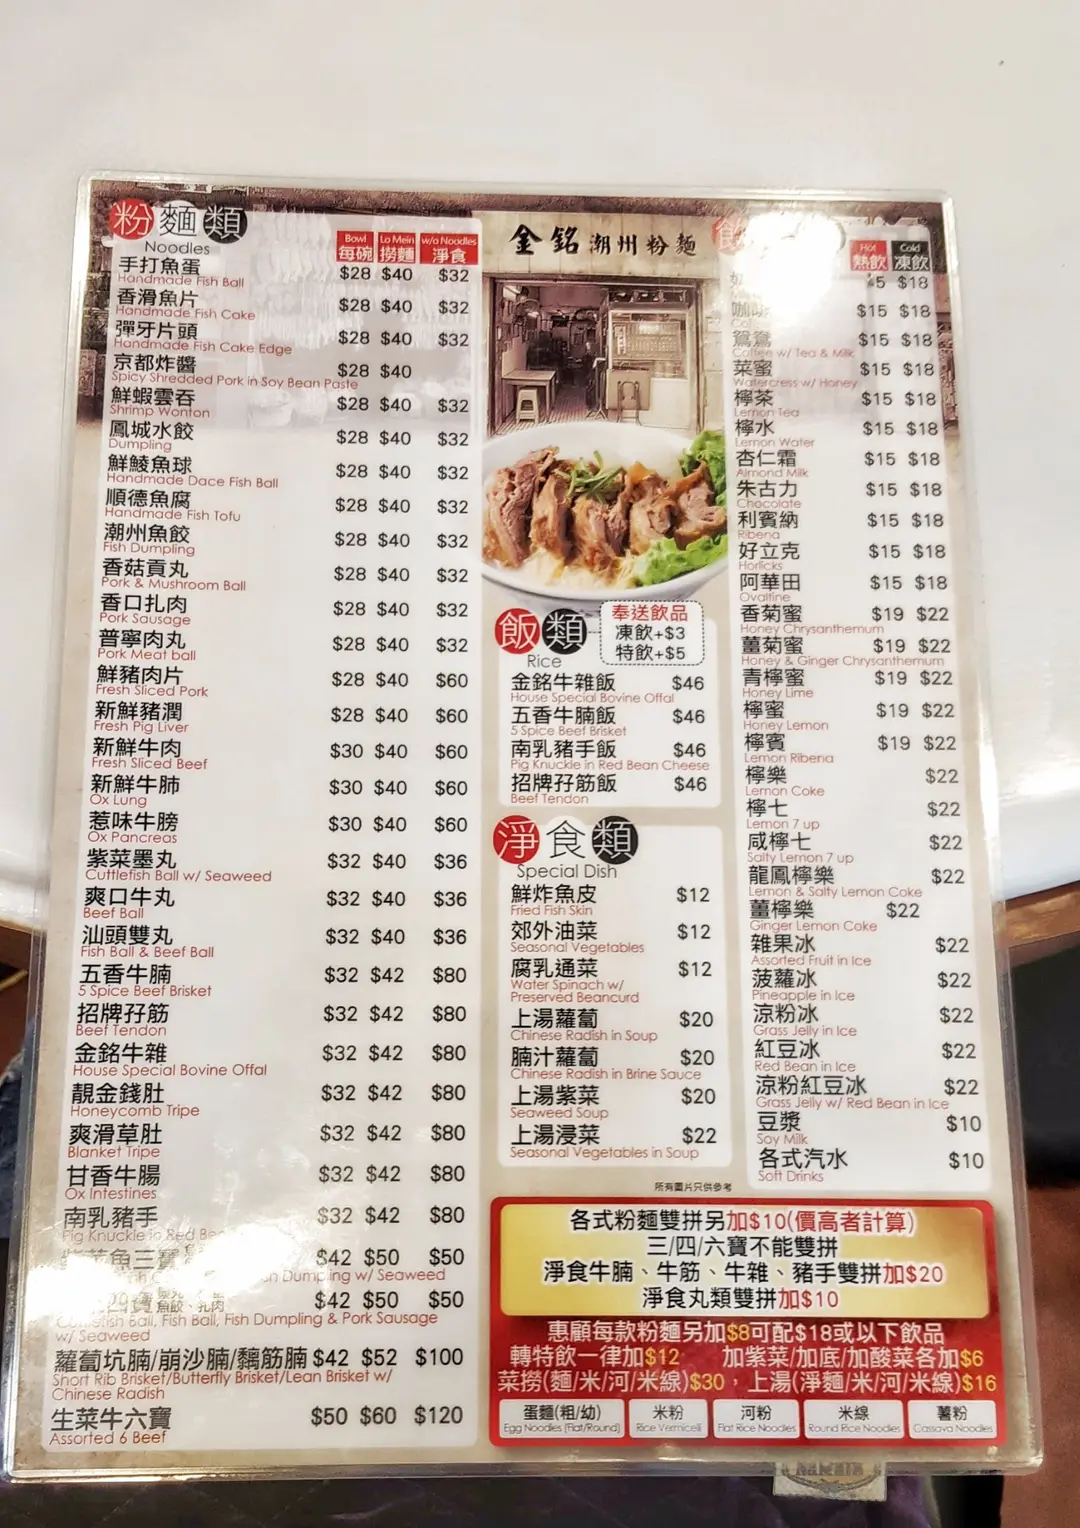 粉麵類
Noodles
Bowl 每碗 Lo Mein 撈麵 w/o Noodles 淨食
手打魚蛋 $28 $40 $32
Handmade Fish Ball
香滑魚片 $28 $40 $32
Handmade Fish Cake
彈牙片頭 $28 $40 $32
Handmade Fish Cake Edge
京都炸醬 $28 $40
Spicy Shredded Pork in Soy Bean Paste
鮮蝦雲吞 $28 $40 $32
Shrimp Wonton
鳳城水餃 $28 $40 $32
Dumpling
鮮鯪魚球 $28 $40 $32
Handmade Dace Fish Ball
順德魚腐 $28 $40 $32
Handmade Fish Tofu
潮州魚餃 $28 $40 $32
Fish Dumpling
香菇貢丸 $28 $40 $32
Pork & Mushroom Ball
香口扎肉 $28 $40 $32
Pork Sausage
普寧肉丸 $28 $40 $32
Pork Meat ball
鮮豬肉片 $28 $40 $60
Fresh Sliced Pork
新鮮豬潤 $28 $40 $60
Fresh Pig Liver
新鮮牛肉 $30 $40 $60
Fresh Sliced Beef
新鮮牛肺 $30 $40 $60
Ox Lung
惹味牛膀 $30 $40 $60
Ox Pancreas
紫菜墨丸 $32 $40 $36
Cuttlefish Ball w/ Seaweed
爽口牛丸 $32 $40 $36
Beef Ball
汕頭雙丸 $32 $40 $36
Fish Ball & Beef Ball
五香牛腩 $32 $42 $80
5 Spice Beef Brisket
招牌孖筋 $32 $42 $80
Beef Tendon
金銘牛雜 $32 $42 $80
House Special Bovine Offal
靚金錢肚 $32 $42 $80
Honeycomb Tripe
爽滑草肚 $32 $42 $80
Blanket Tripe
甘香牛腸 $32 $42 $80
Ox Intestines
南乳豬手 $32 $42 $80
Pig Knuckle in Red
紫菜魚三寶 $42 $50 $50
Dumpling w/ Seaweed
四寶 魚餃、扎肉 $42 $50 $50
Cuttlefish Ball, Fish Ball, Fish Dumpling & Pork Sausage
w/ Seaweed
蘿蔔坑腩/崩沙腩/鶺筋腩 $42 $52 $100
Short Rib Brisket/Butterfly Brisket/Lean Brisket w/
Chinese Radish
生菜牛六寶 $50 $60 $120
Assorted 6 Beef
金銘潮州粉麵
飯類
Rice
奉送飲品
凍飲+$3
特飲+$5
金銘牛雜飯 $46
House Special Bovine Offal
五香牛腩飯 $46
5 Spice Beef Brisket
南乳豬手飯 $46
Pig Knuckle in Red Bean Cheese
招牌孖筋飯 $46
Beef Tendon
淨食類
Special Dish
鮮炸魚皮 $12
Fried Fish Skin
郊外油菜 $12
Seasonal Vegetables
腐乳通菜 $12
Water Spinach w/
Preserved Beancurd
上湯蘿蔔 $20
Chinese Radish in Soup
腩汁蘿蔔 $20
Chinese Radish in Brine Sauce
上湯紫菜 $20
Seaweed Soup
上湯浸菜 $22
Seasonal Vegetables in Soup
所有圖片只供參考
飲
Hot 熱飲 Cold 凍飲
$18
咖啡 $15 $18
鴛鴦 $15 $18
Coffee w/ Tea & Milk
菜蜜 $15 $18
Watercress w/ Honey
檸茶 $15 $18
Lemon Tea
檸水 $15 $18
Lemon Water
杏仁霜 $15 $18
Almond Milk
朱古力 $15 $18
Chocolate
利賓納 $15 $18
Ribena
好立克 $15 $18
Horlicks
阿華田 $15 $18
Ovaltine
香菊蜜 $19 $22
Honey Chrysanthemum
薑菊蜜 $19 $22
Honey & Ginger Chrysanthemum
青檸蜜 $19 $22
Honey Lime
檸蜜 $19 $22
Honey Lemon
檸賓 $19 $22
Lemon Ribena
檸樂 $22
Lemon Coke
檸七 $22
Lemon 7 up
咸檸七 $22
Salty Lemon 7 up
龍鳳檸樂 $22
Lemon & Salty Lemon Coke
薑檸樂 $22
Ginger Lemon Coke
雜果冰 $22
Assorted Fruit in Ice
菠蘿冰 $22
Pineapple in Ice
涼粉冰 $22
Grass Jelly in Ice
紅豆冰 $22
Red Bean in Ice
涼粉紅豆冰 $22
Grass Jelly w/ Red Bean in Ice
豆漿 $10
Soy Milk
各式汽水 $10
Soft Drinks
各式粉麵雙拼另加$10(價高者計算)
三/四/六寶不能雙拼
淨食牛腩、牛筋、牛雜、豬手雙拼加$20
淨食丸類雙拼加$10
惠顧每款粉麵另加$8可配$18或以下飲品
轉特飲一律加$12 加紫菜/加底/加酸菜各加$6
菜撈(麵/米/河/米線)$30，上湯(淨麵/米/河/米線)$16
蛋麵(粗/幼) 米粉 河粉 米線 薯粉
Egg Noodles (Flat/Round) Rice Vermicelli Flat Rice Noodles Round Rice Noodles Cassava Noodles